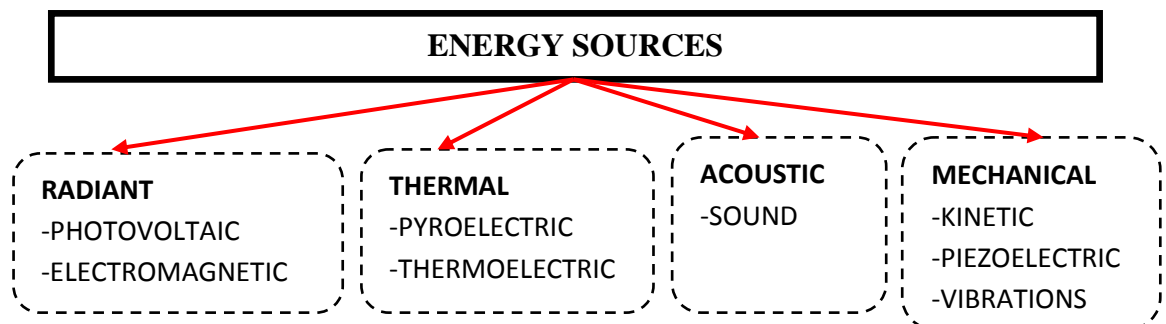 ENERGY SOURCES
RADIANT
-PHOTOVOLTAIC
-ELECTROMAGNETIC
THERMAL
-PYROELECTRIC
-THERMOELECTRIC
ACOUSTIC
-SOUND
MECHANICAL
-KINETIC
-PIEZOELECTRIC
-VIBRATIONS